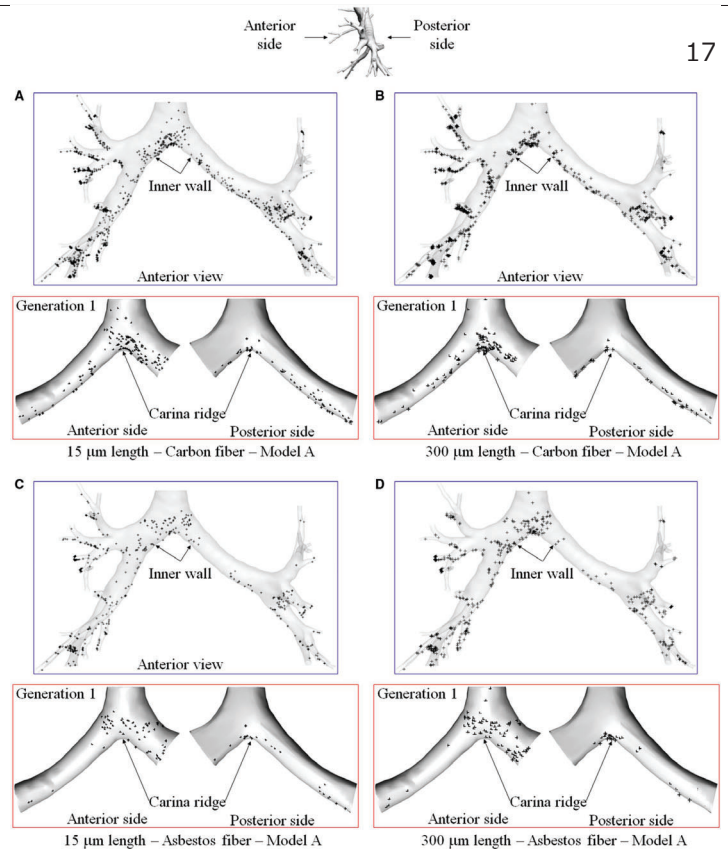 Anterior side
Posterior side
17
A
Inner wall
Anterior view
Generation 1
Carina ridge
Anterior side
Posterior side
15 µm length – Carbon fiber – Model A
B
Inner wall
Anterior view
Generation 1
Carina ridge
Anterior side
Posterior side
300 µm length – Carbon fiber – Model A
C
Inner wall
Anterior view
Generation 1
Carina ridge
Anterior side
Posterior side
15 µm length – Asbestos fiber – Model A
D
Inner wall
Generation 1
Carina ridge
Anterior side
Posterior side
300 µm length – Asbestos fiber – Model A